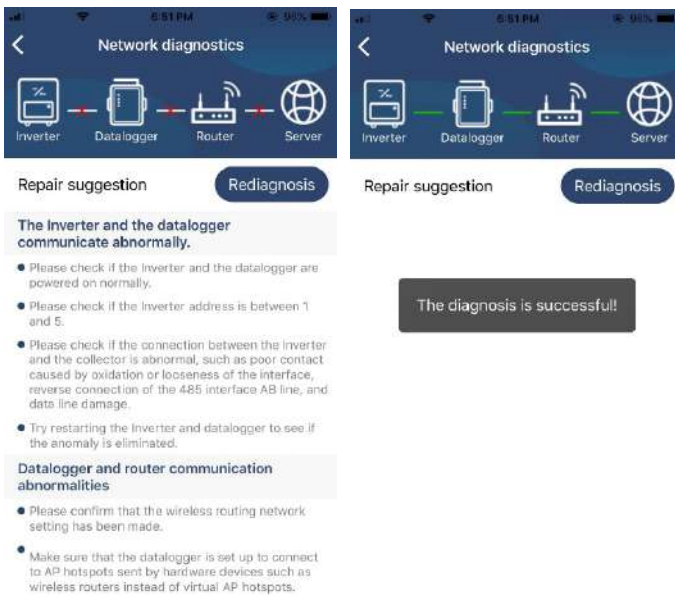 6:51 PM
98%
Network diagnostics
Inverter
Datalogger
Router
Server
Repair suggestion
Rediagnosis
The Inverter and the datalogger
communicate abnormally.
Please check if the Inverter and the datalogger are
powered on normally.
Please check if the Inverter address is between 1
and 5.
Please check if the connection between the Inverter
and the collector is abnormal, such as poor contact
caused by oxidation or looseness of the interface,
reverse connection of the 485 interface AB line, and
data line damage.
Try restarting the Inverter and datalogger to see if
the anomaly is eliminated.
Datalogger and router communication
abnormalities
Please confirm that the wireless routing network
setting has been made.
Make sure that the datalogger is set up to connect
to AP hotspots sent by hardware devices such as
wireless routers instead of virtual AP hotspots.
6:51 PM
98%
Network diagnostics
Inverter
Datalogger
Router
Server
Repair suggestion
Rediagnosis
The diagnosis is successful!